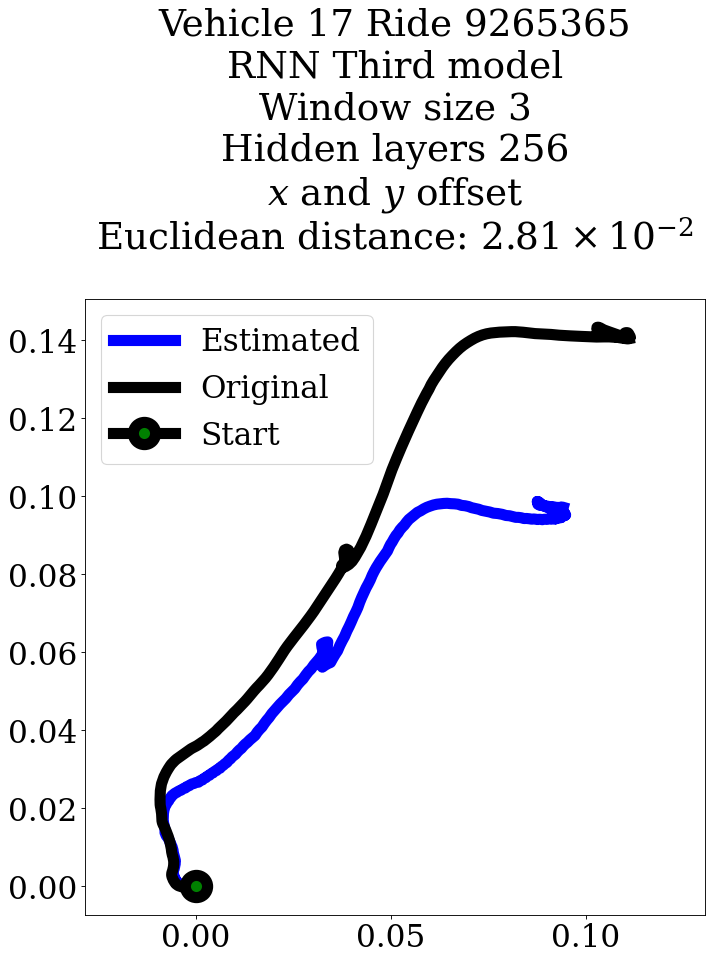 Vehicle 17 Ride 9265365
RNN Third model
Window size 3
Hidden layers 256
x and y offset
Euclidean distance: 2.81 × 10⁻²
Estimated
Original
Start
0.14
0.12
0.10
0.08
0.06
0.04
0.02
0.00
0.00 0.05 0.10